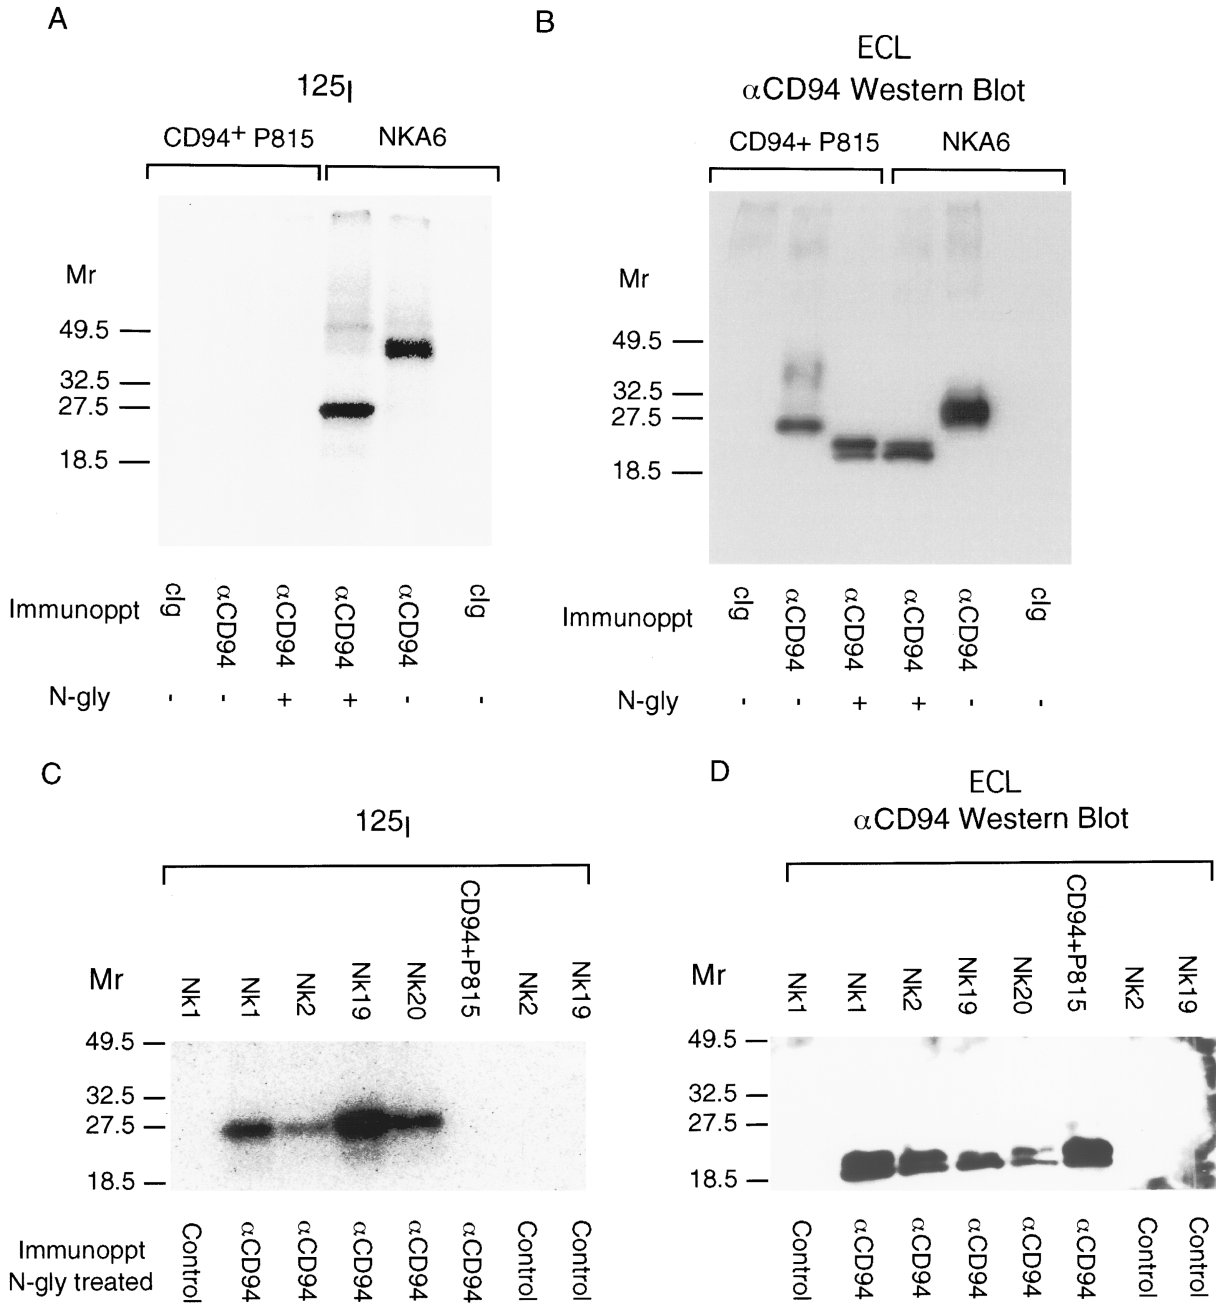 A
125I
CD94+ P815 NKA6
Mr
49.5
32.5
27.5
18.5
Immunoppt cIg αCD94 αCD94 αCD94 αCD94 cIg
N-gly - - + + - -
B
ECL
αCD94 Western Blot
CD94+ P815 NKA6
Mr
49.5
32.5
27.5
18.5
Immunoppt cIg αCD94 αCD94 αCD94 αCD94 cIg
N-gly - - + + - -
C
125I
Mr Nk1 Nk1 Nk2 Nk19 Nk20 CD94+P815 Nk2 Nk19
49.5
32.5
27.5
18.5
Immunoppt
N-gly treated
Control αCD94 αCD94 αCD94 αCD94 αCD94 Control Control
D
ECL
αCD94 Western Blot
Mr Nk1 Nk1 Nk2 Nk19 Nk20 CD94+P815 Nk2 Nk19
49.5
32.5
27.5
18.5
Control αCD94 αCD94 αCD94 αCD94 αCD94 Control Control